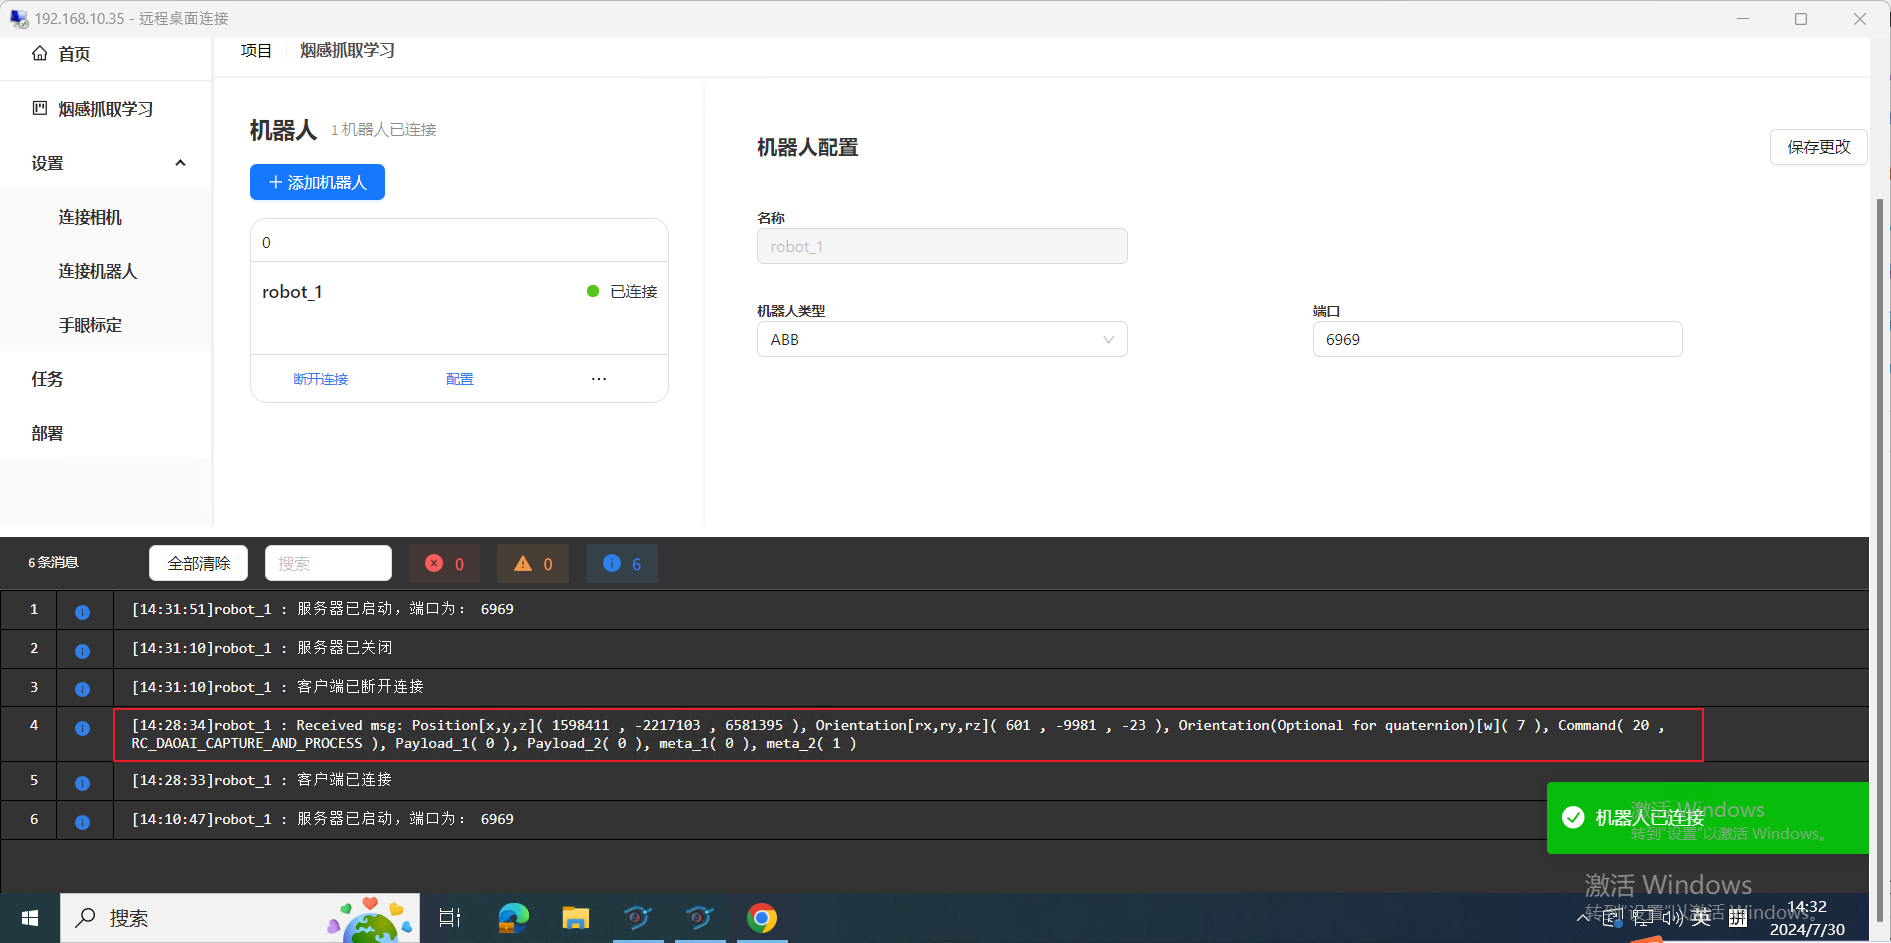 192.168.10.35 - 远程桌面连接
首页
项目
烟感抓取学习
烟感抓取学习
设置
连接相机
连接机器人
手眼标定
任务
部署
机器人 1 机器人已连接
+ 添加机器人
0
robot_1
已连接
断开连接
配置
...
机器人配置
保存更改
名称
robot_1
机器人类型
ABB
端口
6969
6 条消息
全部清除
搜索
0
0
6
1 [14:31:51]robot_1 : 服务器已启动，端口为： 6969
2 [14:31:10]robot_1 : 服务器已关闭
3 [14:31:10]robot_1 : 客户端已断开连接
4 [14:28:34]robot_1 : Received msg: Position[x,y,z]( 1598411 , -2217103 , 6581395 ), Orientation[rx,ry,rz]( 601 , -9981 , -23 ), Orientation(Optional for quaternion)[w]( 7 ), Command( 20 ,
RC_DAOAI_CAPTURE_AND_PROCESS ), Payload_1( 0 ), Payload_2( 0 ), meta_1( 0 ), meta_2( 1 )
5 [14:28:33]robot_1 : 客户端已连接
6 [14:10:47]robot_1 : 服务器已启动，端口为： 6969
机器人已连接
激活 Windows
转到"设置"以激活 Windows。
激活 Windows
转到"设置"以激活 Windows。
搜索
英
拼
14:32
2024/7/30